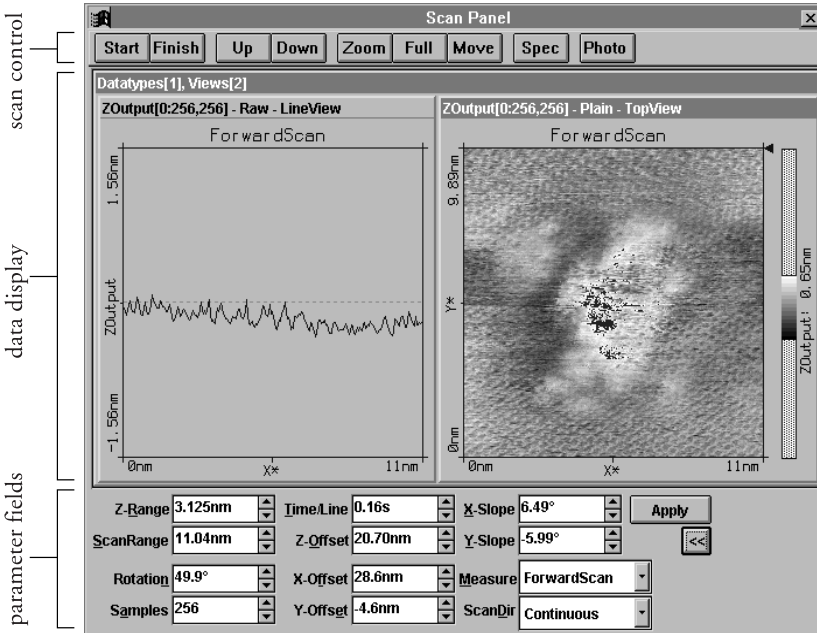 Scan Panel
scan control
Start Finish Up Down Zoom Full Move Spec Photo
data display
Datatypes[1], Views[2]
ZOutput[0:256,256] - Raw - LineView
ForwardScan
1.56nm
ZOutput
-1.56nm
0nm X* 11nm
ZOutput[0:256,256] - Plain - TopView
ForwardScan
9.89nm
Y*
0nm
0nm X* 11nm
ZOutput: 0.65nm
parameter fields
Z-Range 3.125nm Time/Line 0.16s X-Slope 6.49° Apply
ScanRange 11.04nm Z-Offset 20.70nm Y-Slope -5.99° <<
Rotation 49.9° X-Offset 28.6nm Measure ForwardScan
Samples 256 Y-Offset -4.6nm ScanDir Continuous